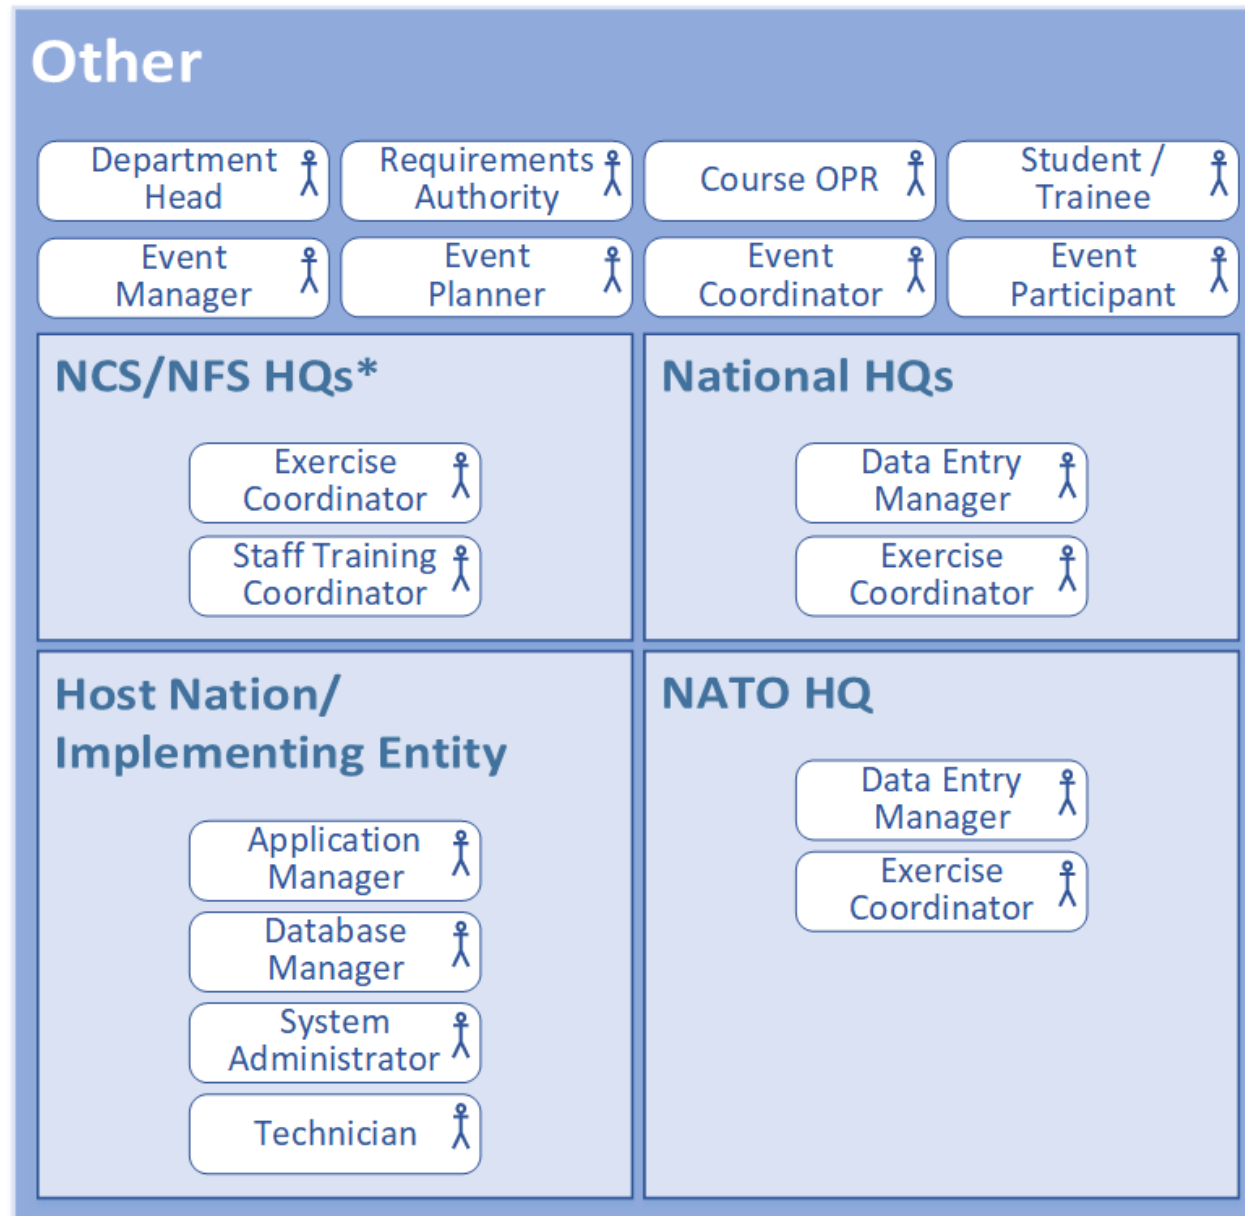 Other
Department
Head
Requirements
Authority
Course OPR
Student /
Trainee
Event
Manager
Event
Planner
Event
Coordinator
Event
Participant
NCS/NFS HQs*
Exercise
Coordinator
Staff Training
Coordinator
National HQs
Data Entry
Manager
Exercise
Coordinator
Host Nation/
Implementing Entity
Application
Manager
Database
Manager
System
Administrator
Technician
NATO HQ
Data Entry
Manager
Exercise
Coordinator